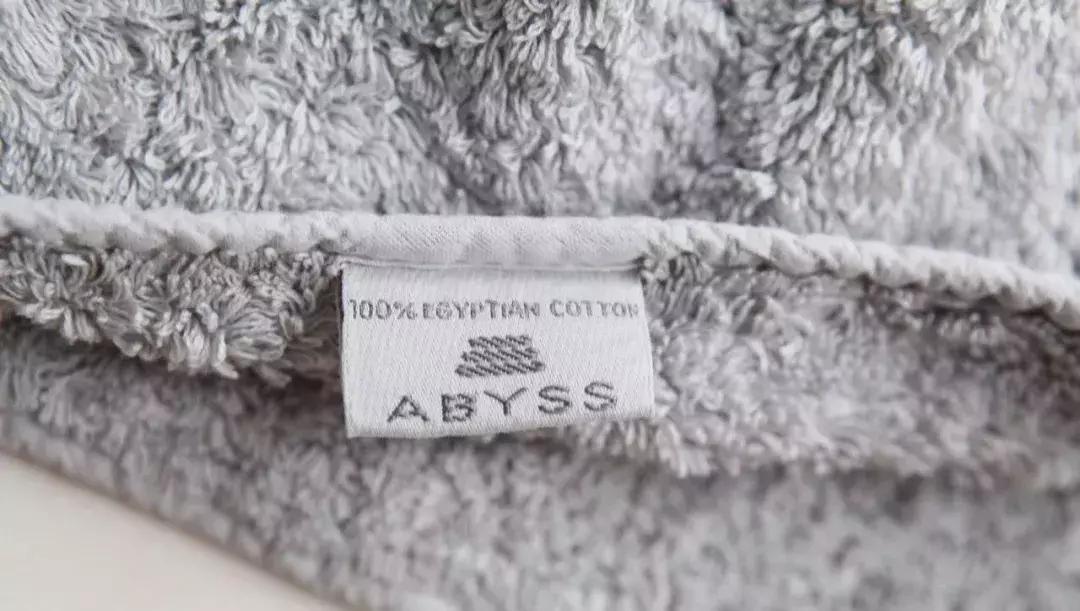 100% EGYPTIAN COTTON
ABYSS